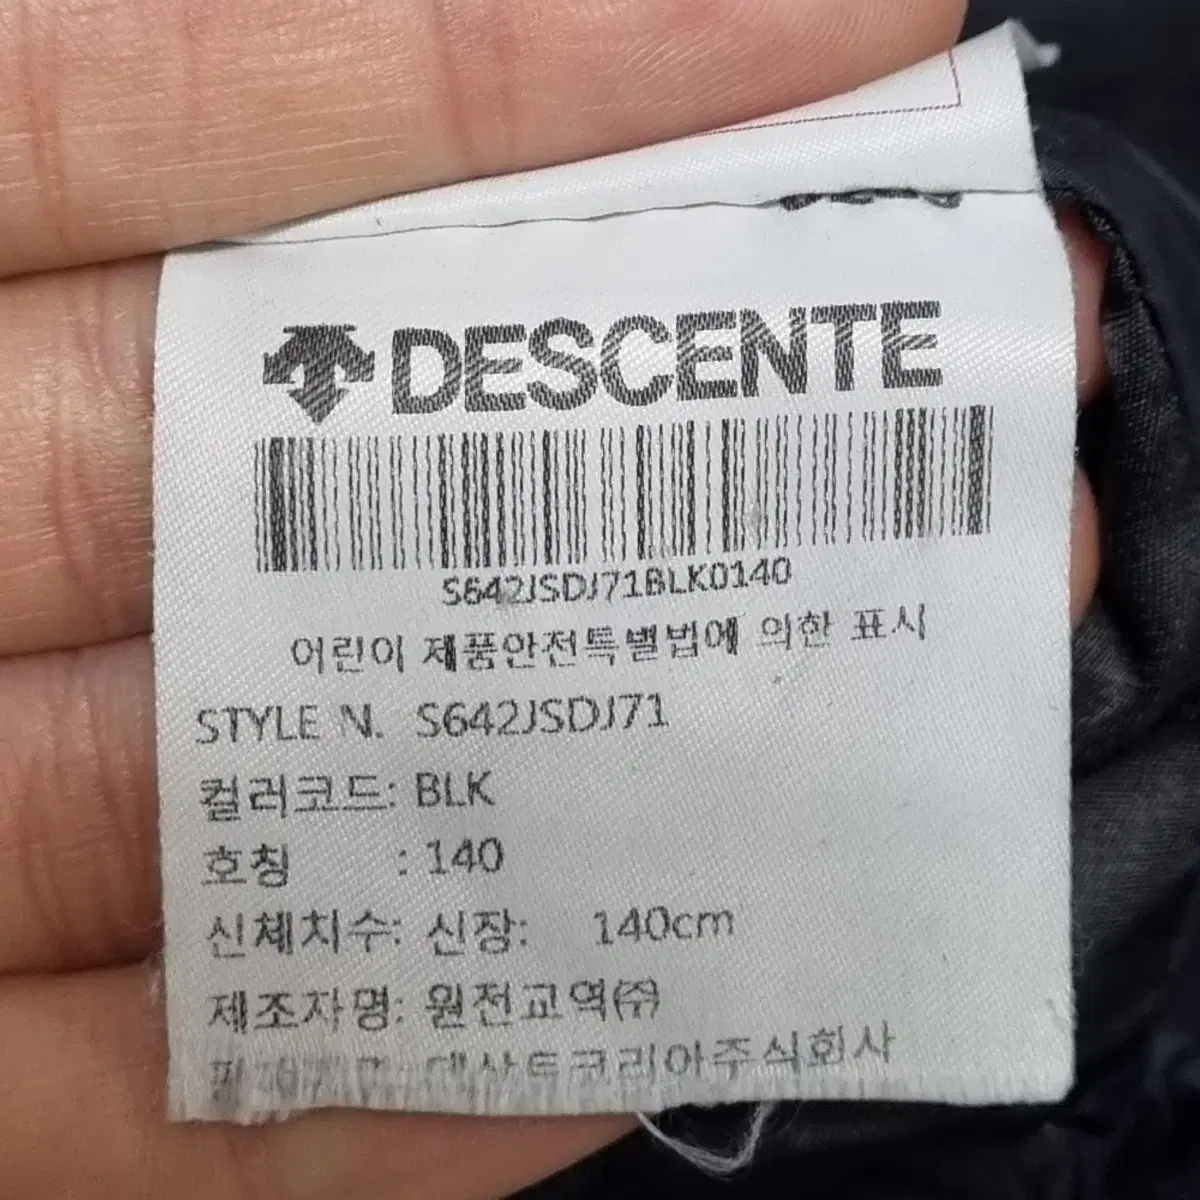 DESCENTE
S642JSDJ71BLK0140
어린이 제품안전특별법에 의한 표시
STYLE N. S642JSDJ71
컬러코드: BLK
호칭 : 140
신체치수: 신장: 140cm
제조자명: 원전교역(주)